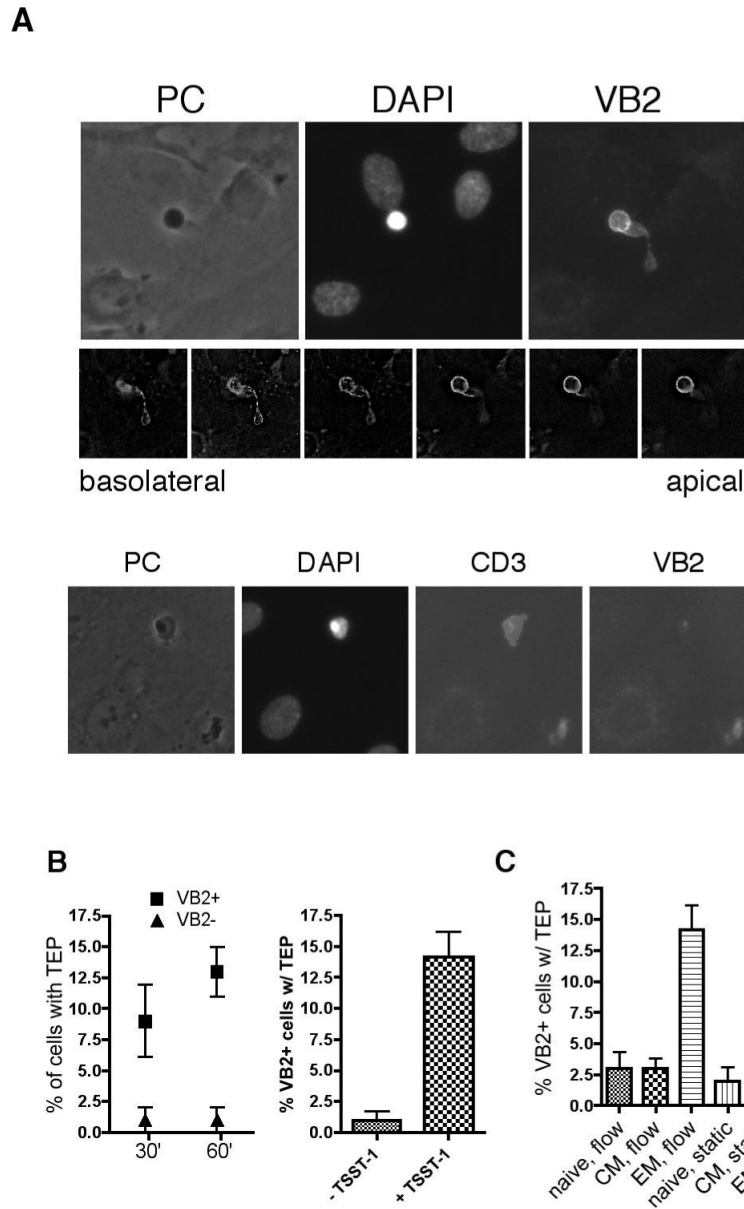 A
PC DAPI VB2
basolateral apical
PC DAPI CD3 VB2
B
VB2+
VB2-
% of cells with TEP
17.5
15.0
12.5
10.0
7.5
5.0
2.5
0.0
30' 60'
% VB2+ cells w/ TEP
17.5
15.0
12.5
10.0
7.5
5.0
2.5
0.0
- TSST-1
+ TSST-1
C
% VB2+ cells w/ TEP
17.5
15.0
12.5
10.0
7.5
5.0
2.5
0.0
naive, flow
CM, flow
EM, flow
naive, static